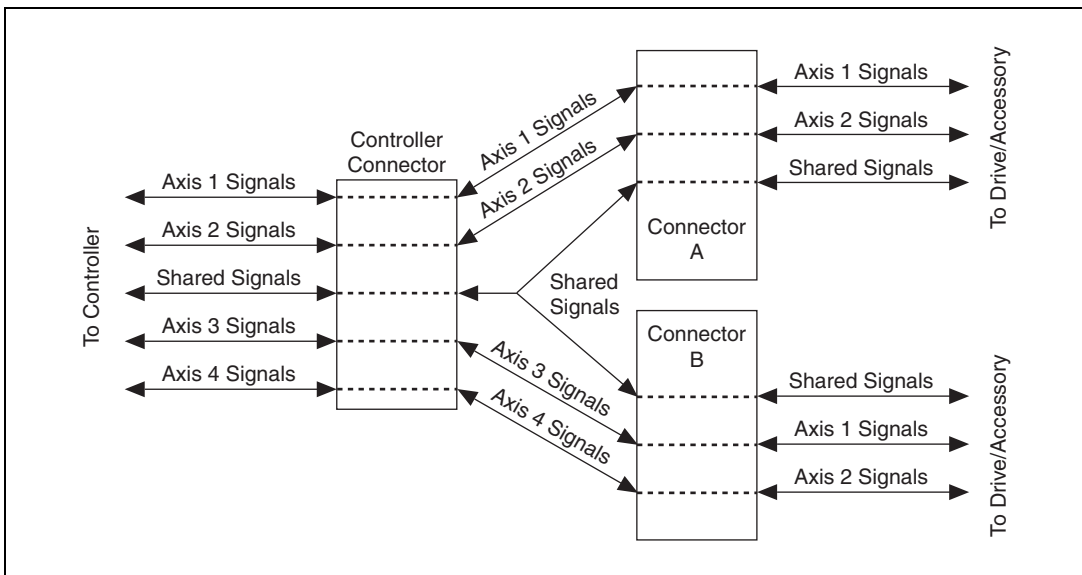 To Controller
Axis 1 Signals
Axis 2 Signals
Shared Signals
Axis 3 Signals
Axis 4 Signals
Controller
Connector
Axis 1 Signals
Axis 2 Signals
Shared
Signals
Axis 3 Signals
Axis 4 Signals
Connector
A
Axis 1 Signals
Axis 2 Signals
Shared Signals
To Drive/Accessory
Connector
B
Shared Signals
Axis 1 Signals
Axis 2 Signals
To Drive/Accessory